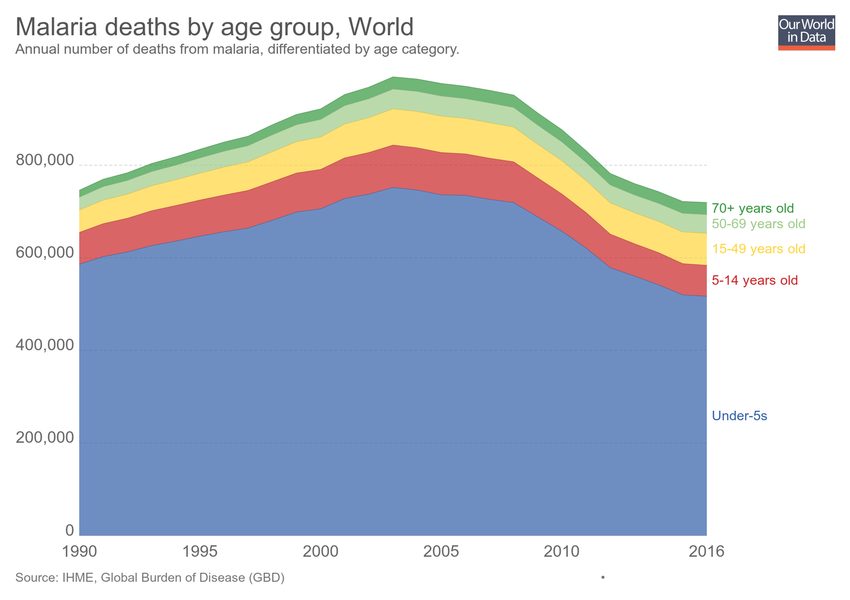 Malaria deaths by age group, World
Annual number of deaths from malaria, differentiated by age category.
Our World
in Data
800,000
600,000
400,000
200,000
0
70+ years old
50-69 years old
15-49 years old
5-14 years old
Under-5s
1990
1995
2000
2005
2010
2016
Source: IHME, Global Burden of Disease (GBD)